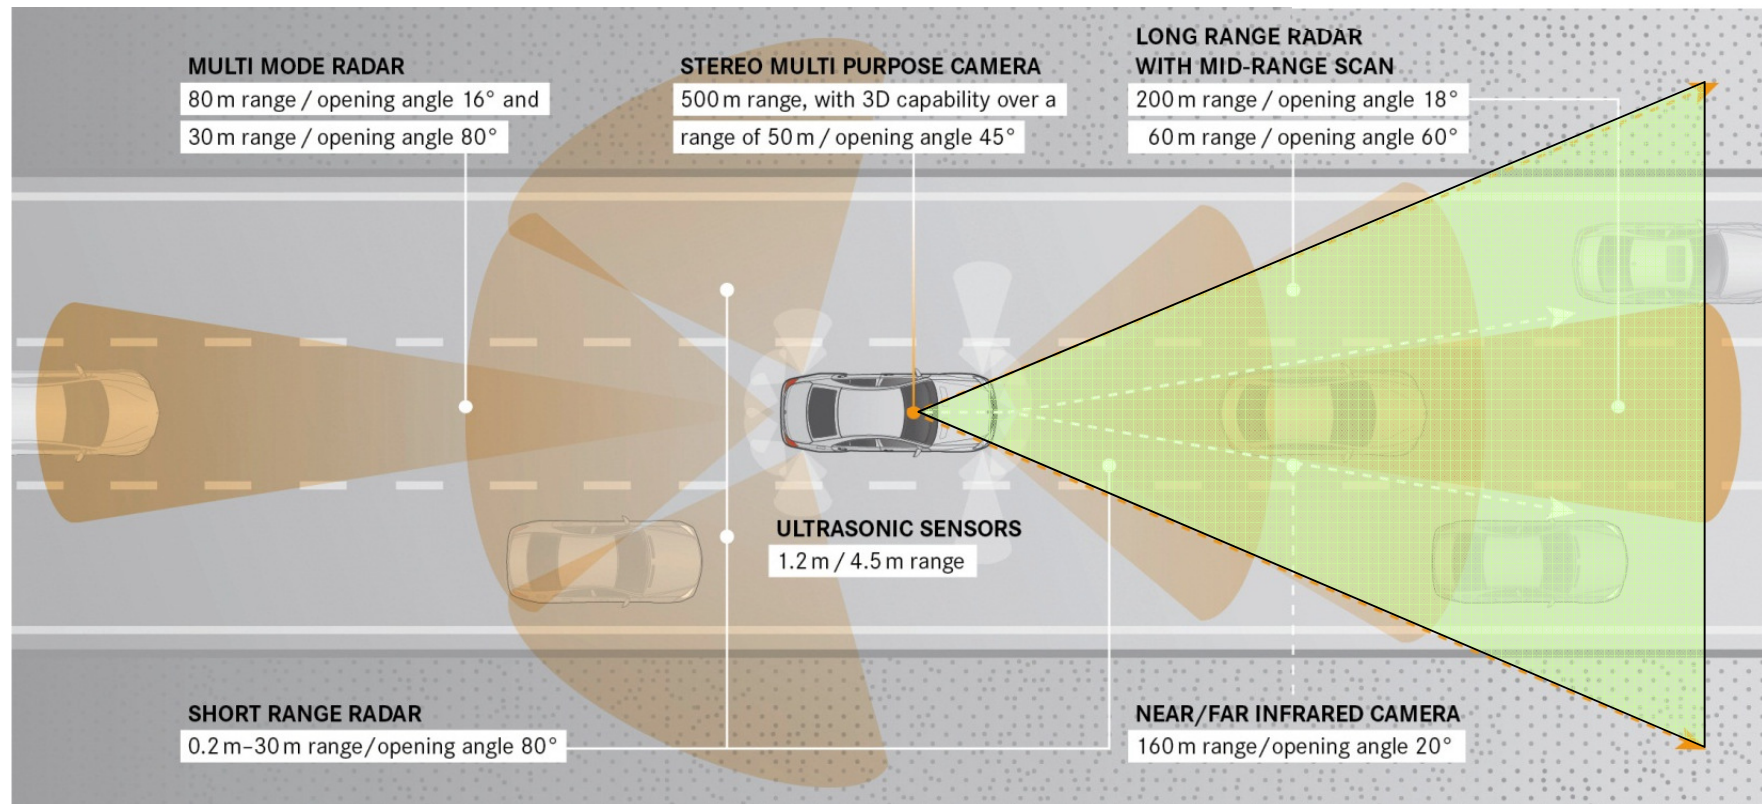 MULTI MODE RADAR
80 m range / opening angle 16° and
30 m range / opening angle 80°
STEREO MULTI PURPOSE CAMERA
500 m range, with 3D capability over a
range of 50 m / opening angle 45°
LONG RANGE RADAR
WITH MID-RANGE SCAN
200 m range / opening angle 18°
60 m range / opening angle 60°
ULTRASONIC SENSORS
1.2 m / 4.5 m range
SHORT RANGE RADAR
0.2 m–30 m range/opening angle 80°
NEAR/FAR INFRARED CAMERA
160 m range/opening angle 20°